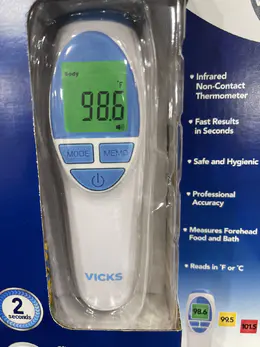 body
°F
98.6
MODE
MEMO
VICKS
• Infrared
Non-Contact
Thermometer
• Fast Results
in Seconds
• Safe and Hygienic
• Professional
Accuracy
• Measures Forehead
Food and Bath
• Reads in °F or °C
2
seconds
98.6
99.5
101.5